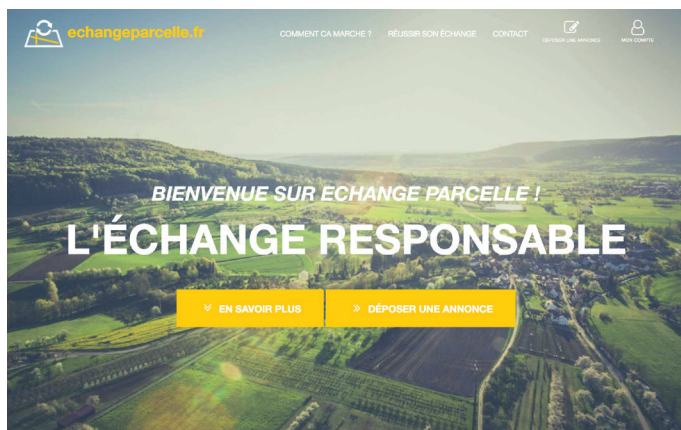 echangeparcelle.fr
COMMENT CA MARCHE ?
RÉUSSIR SON ÉCHANGE
CONTACT
DÉPOSER UNE ANNONCE
MON COMPTE
BIENVENUE SUR ECHANGE PARCELLE !
L'ÉCHANGE RESPONSABLE
EN SAVOIR PLUS
DÉPOSER UNE ANNONCE